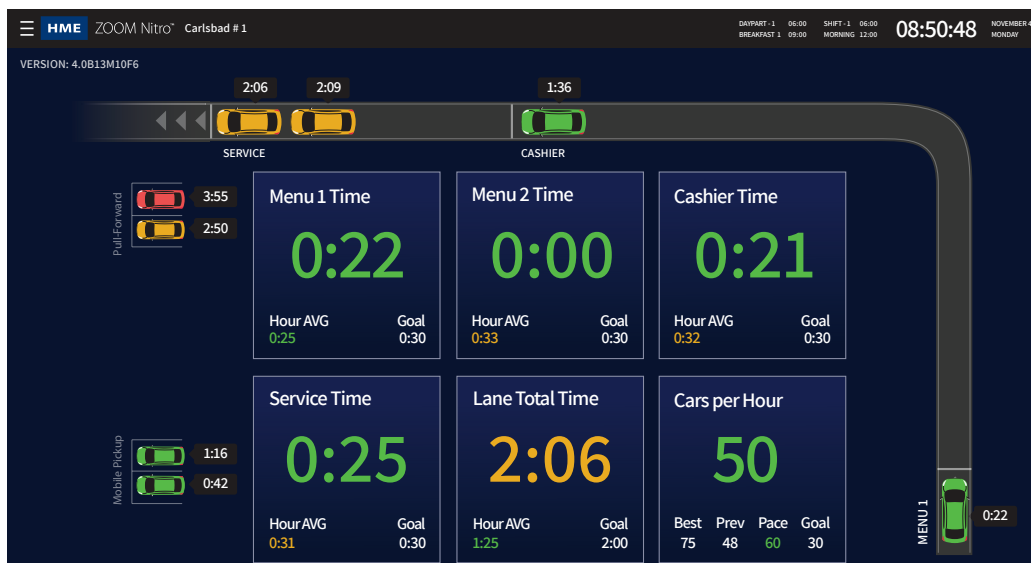 HME ZOOM Nitro™ Carlsbad # 1
DAYPART - 1 06:00 SHIFT - 1 06:00
BREAKFAST 1 09:00 MORNING 12:00
08:50:48
NOVEMBER 4
MONDAY
VERSION: 4.0B13M10F6
2:06 2:09 1:36
SERVICE CASHIER
Pull-Forward
3:55
2:50
Menu 1 Time
0:22
Hour AVG Goal
0:25 0:30
Menu 2 Time
0:00
Hour AVG Goal
0:33 0:30
Cashier Time
0:21
Hour AVG Goal
0:32 0:30
Mobile Pickup
1:16
0:42
Service Time
0:25
Hour AVG Goal
0:31 0:30
Lane Total Time
2:06
Hour AVG Goal
1:25 2:00
Cars per Hour
50
Best Prev Pace Goal
75 48 60 30
MENU 1
0:22